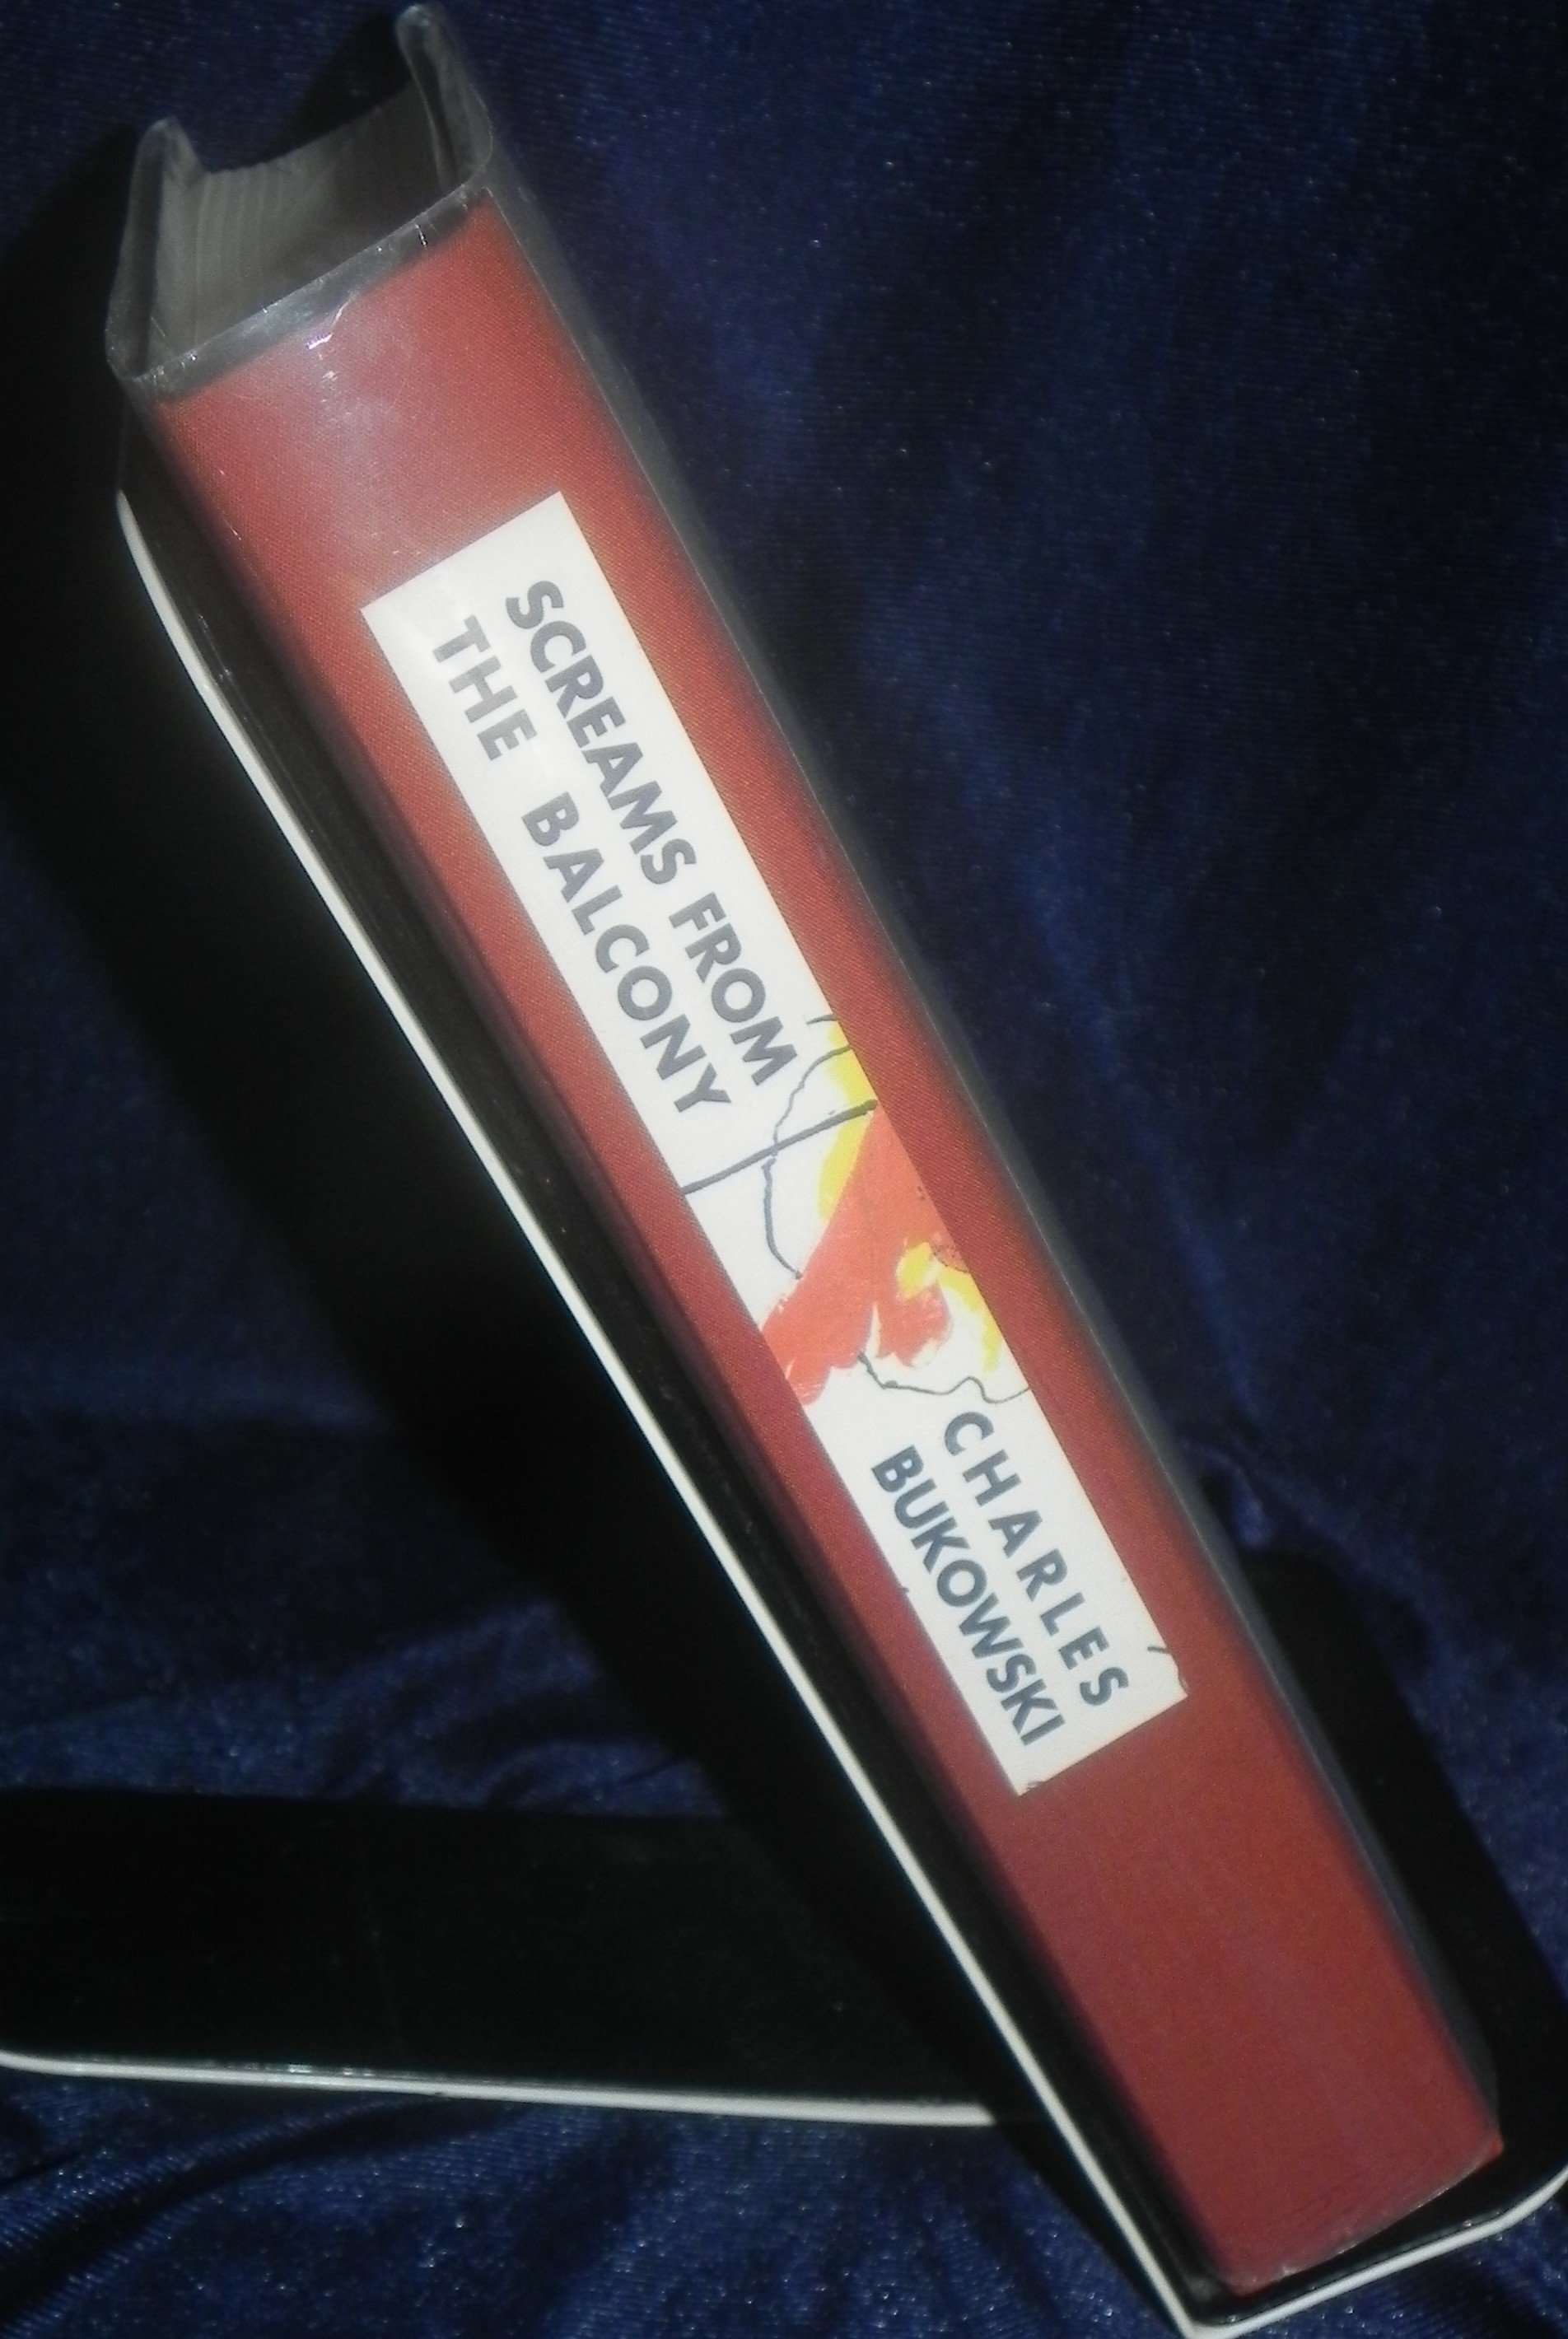 SCREAMS FROM
THE BALCONY
CHARLES
BUKOWSKI